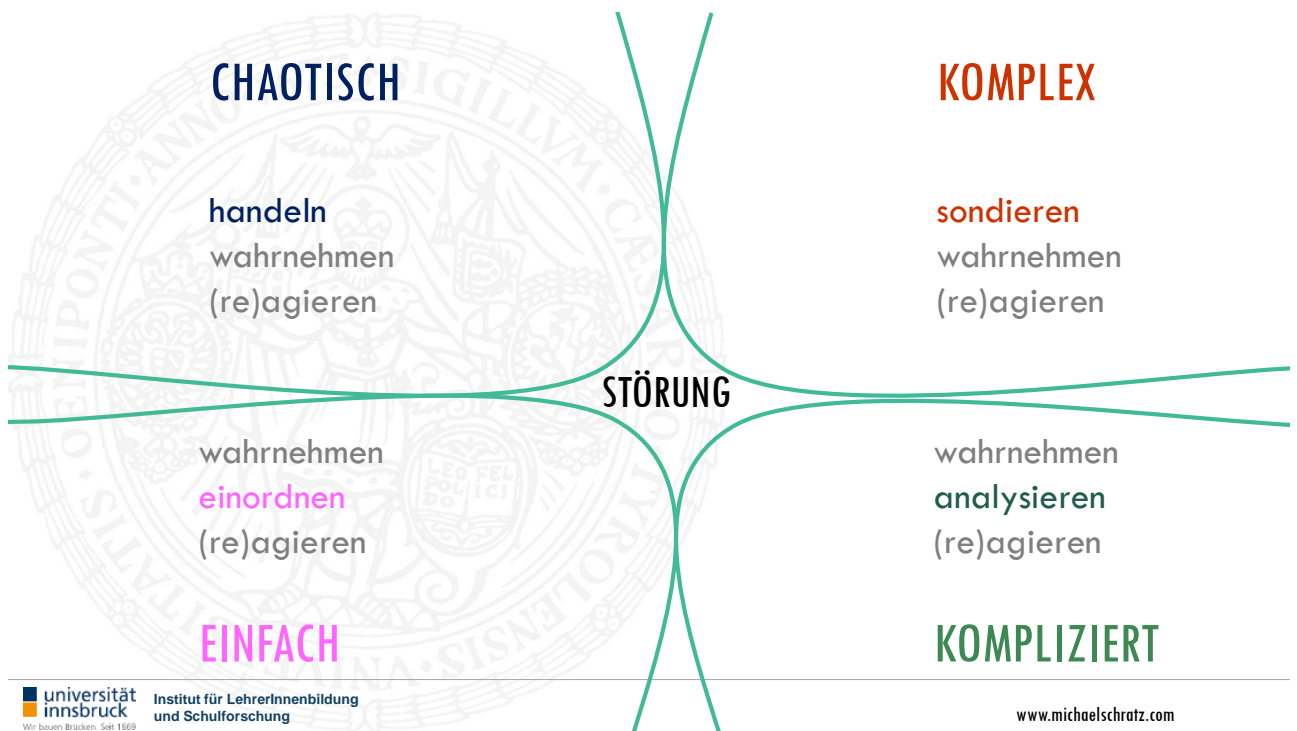 CHAOTISCH
handeln
wahrnehmen
(re)agieren
KOMPLEX
sondieren
wahrnehmen
(re)agieren
STÖRUNG
wahrnehmen
einordnen
(re)agieren
EINFACH
wahrnehmen
analysieren
(re)agieren
KOMPLIZIERT
universität
innsbruck
Wir bauen Brücken. Seit 1669
Institut für LehrerInnenbildung
und Schulforschung
www.michaelschratz.com